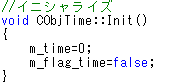 //イニシャライズ
void CObjTime::Init()
{
    m_time=0;
    m_flag_time=false;
}